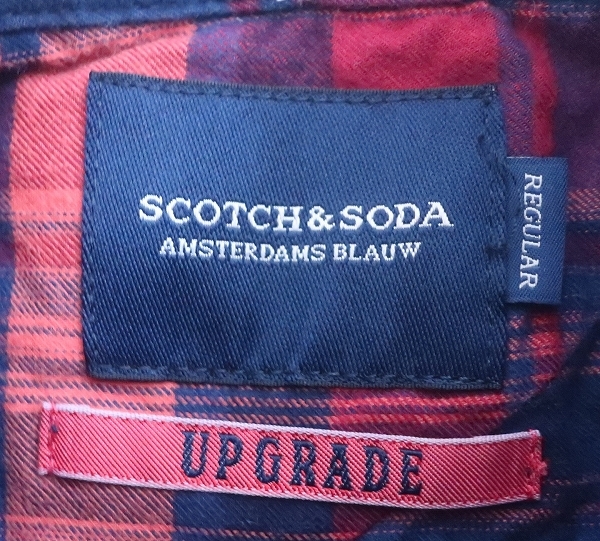 SCOTCH & SODA
AMSTERDAMS BLAUW
REGULAR
UPGRADE